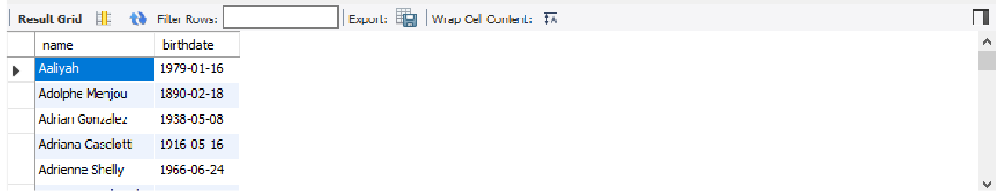 Result Grid Filter Rows: Export: Wrap Cell Content: IA
name birthdate
Aaliyah 1979-01-16
Adolphe Menjou 1890-02-18
Adrian Gonzalez 1938-05-08
Adriana Caselotti 1916-05-16
Adrienne Shelly 1966-06-24